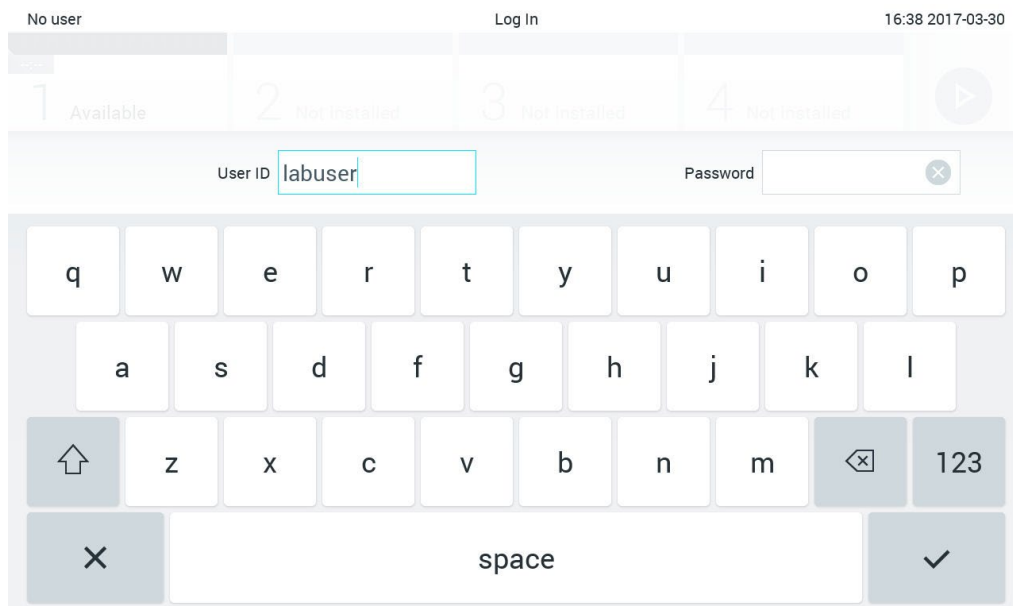 No user Log In 16:38 2017-03-30
1 Available 2 Not installed 3 Not installed 4 Not installed
User ID labuser Password
q w e r t y u i o p
a s d f g h j k l
z x c v b n m 123
space